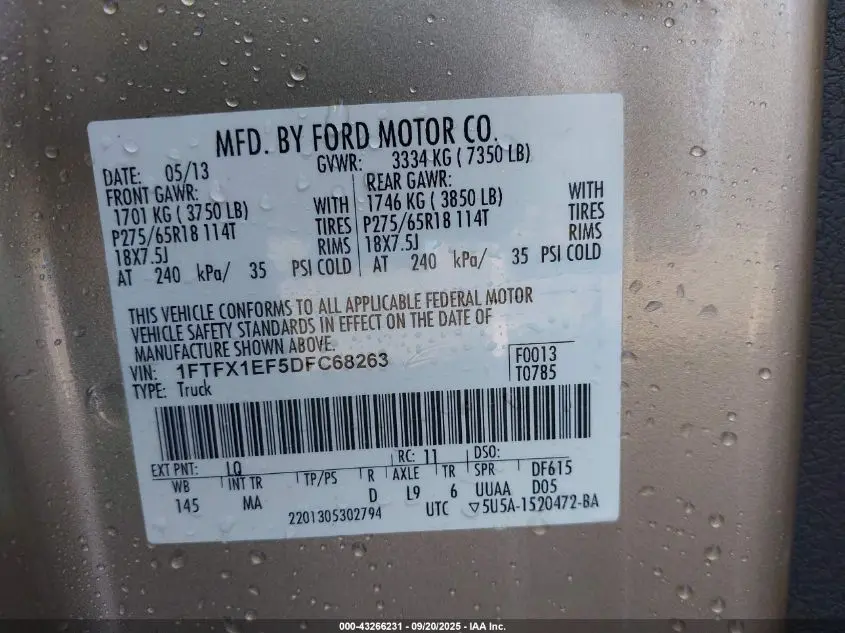 MFD. BY FORD MOTOR CO.
DATE: 05/13 GVWR: 3334 KG ( 7350 LB)
FRONT GAWR: REAR GAWR:
1701 KG ( 3750 LB) WITH 1746 KG ( 3850 LB) WITH
P275/65R18 114T TIRES P275/65R18 114T TIRES
18X7.5J RIMS 18X7.5J RIMS
AT 240 kPa/ 35 PSI COLD AT 240 kPa/ 35 PSI COLD
THIS VEHICLE CONFORMS TO ALL APPLICABLE FEDERAL MOTOR
VEHICLE SAFETY STANDARDS IN EFFECT ON THE DATE OF
MANUFACTURE SHOWN ABOVE.
VIN: 1FTFX1EF5DFC68263 F0013
TYPE: Truck T0785
EXT PNT: LQ RC: 11 DSO:
WB INT TR TP/PS R AXLE TR SPR DF615
145 MA D L9 6 UUAA D05
2201305302794 UTC ▽5U5A-1520472-BA
000-43266231 - 09/20/2025 - IAA Inc.